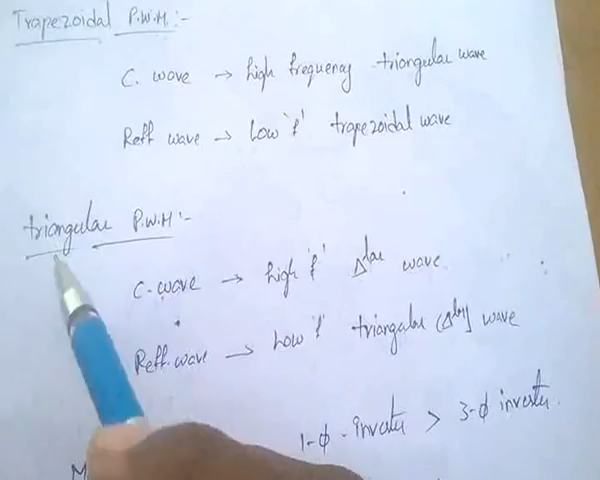 Trapezoidal P.W.M:-
C. wave → high frequency triangular wave
Reff wave → Low 'f' trapezoidal wave
triangular P.W.M:-
C. wave → high 'f' Δlar wave
Reff. wave → Low 'f' triangular (Δlar) wave
1-ϕ - inverter > 3-ϕ inverter.
M